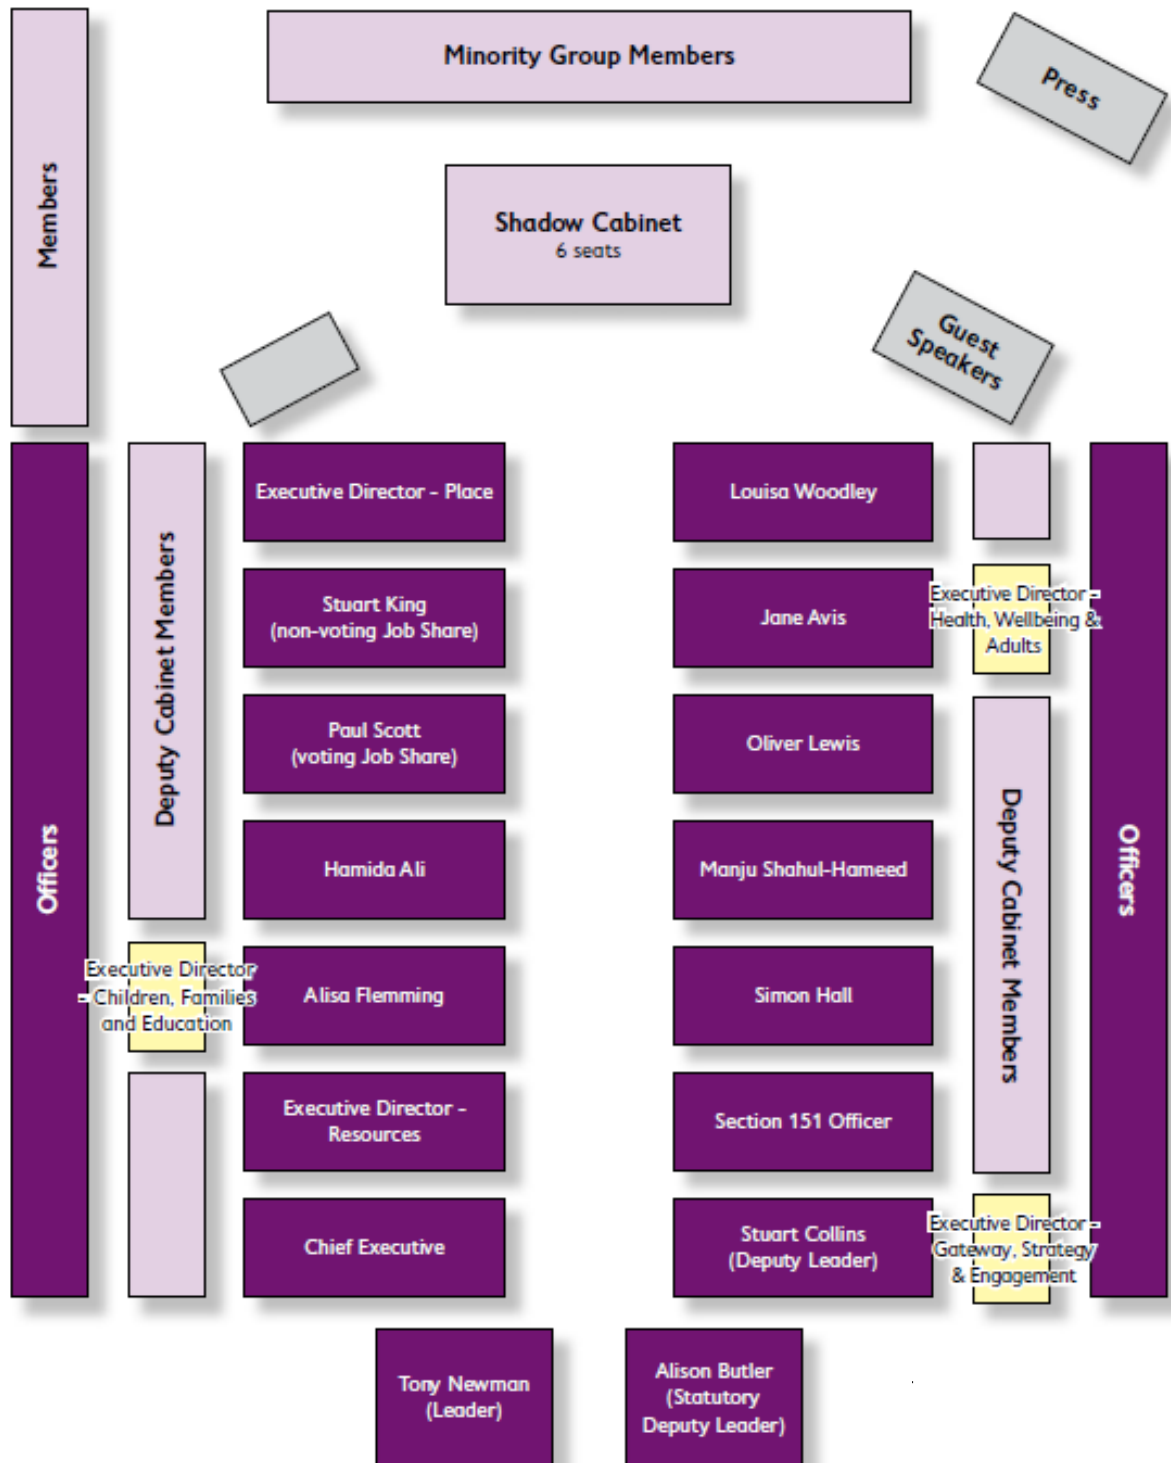 Minority Group Members
Press
Members
Shadow Cabinet
6 seats
Guest
Speakers
Executive Director - Place
Louisa Woodley
Deputy Cabinet Members
Stuart King
(non-voting Job Share)
Jane Avis
Executive Director -
Health, Wellbeing &
Adults
Paul Scott
(voting Job Share)
Oliver Lewis
Officers
Hamida Ali
Manju Shahul-Hameed
Deputy Cabinet Members
Officers
Executive Director
- Children, Families
and Education
Alisa Flemming
Simon Hall
Executive Director -
Resources
Section 151 Officer
Chief Executive
Stuart Collins
(Deputy Leader)
Executive Director -
Gateway, Strategy
& Engagement
Tony Newman
(Leader)
Alison Butler
(Statutory
Deputy Leader)